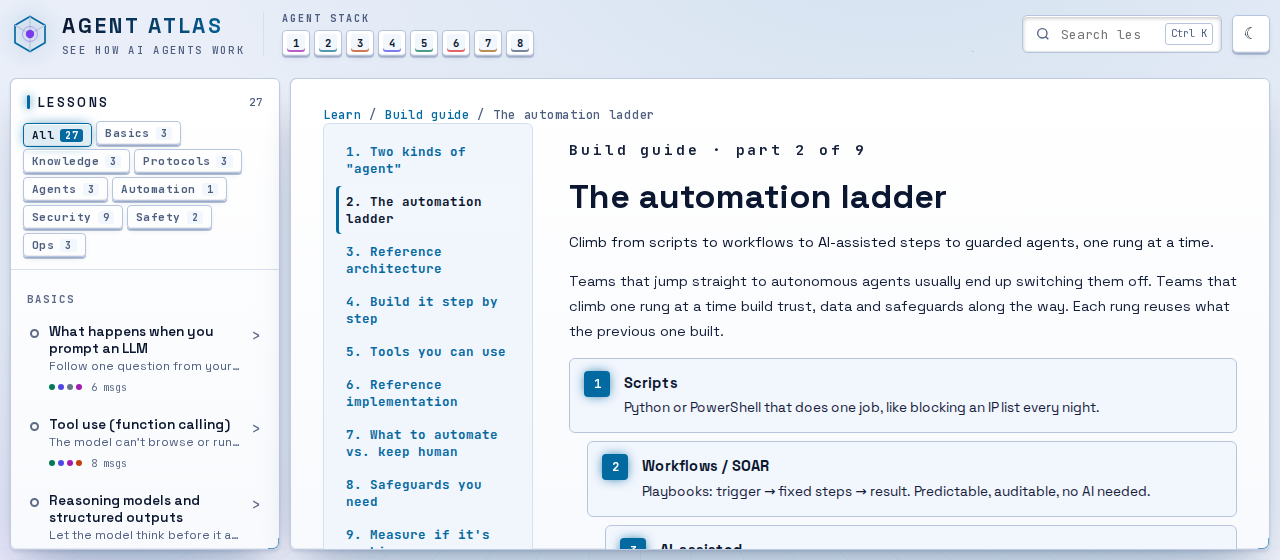 AGENT ATLAS
SEE HOW AI AGENTS WORK
AGENT STACK
1 2 3 4 5 6 7 8
Search les
Ctrl K
LESSONS
27
All 27
Basics 3
Knowledge 3
Protocols 3
Agents 3
Automation 1
Security 9
Safety 2
Ops 3
BASICS
What happens when you
prompt an LLM
>
Follow one question from your…
6 msgs
Tool use (function calling)
>
The model can't browse or run…
8 msgs
Reasoning models and
structured outputs
>
Let the model think before it a…
Learn / Build guide / The automation ladder
1. Two kinds of
"agent"
2. The automation
ladder
3. Reference
architecture
4. Build it step by
step
5. Tools you can use
6. Reference
implementation
7. What to automate
vs. keep human
8. Safeguards you
need
9. Measure if it's
Build guide · part 2 of 9
The automation ladder
Climb from scripts to workflows to AI-assisted steps to guarded agents, one rung at a time.
Teams that jump straight to autonomous agents usually end up switching them off. Teams that
climb one rung at a time build trust, data and safeguards along the way. Each rung reuses what
the previous one built.
1
Scripts
Python or PowerShell that does one job, like blocking an IP list every night.
2
Workflows / SOAR
Playbooks: trigger → fixed steps → result. Predictable, auditable, no AI needed.
3
AI-assisted